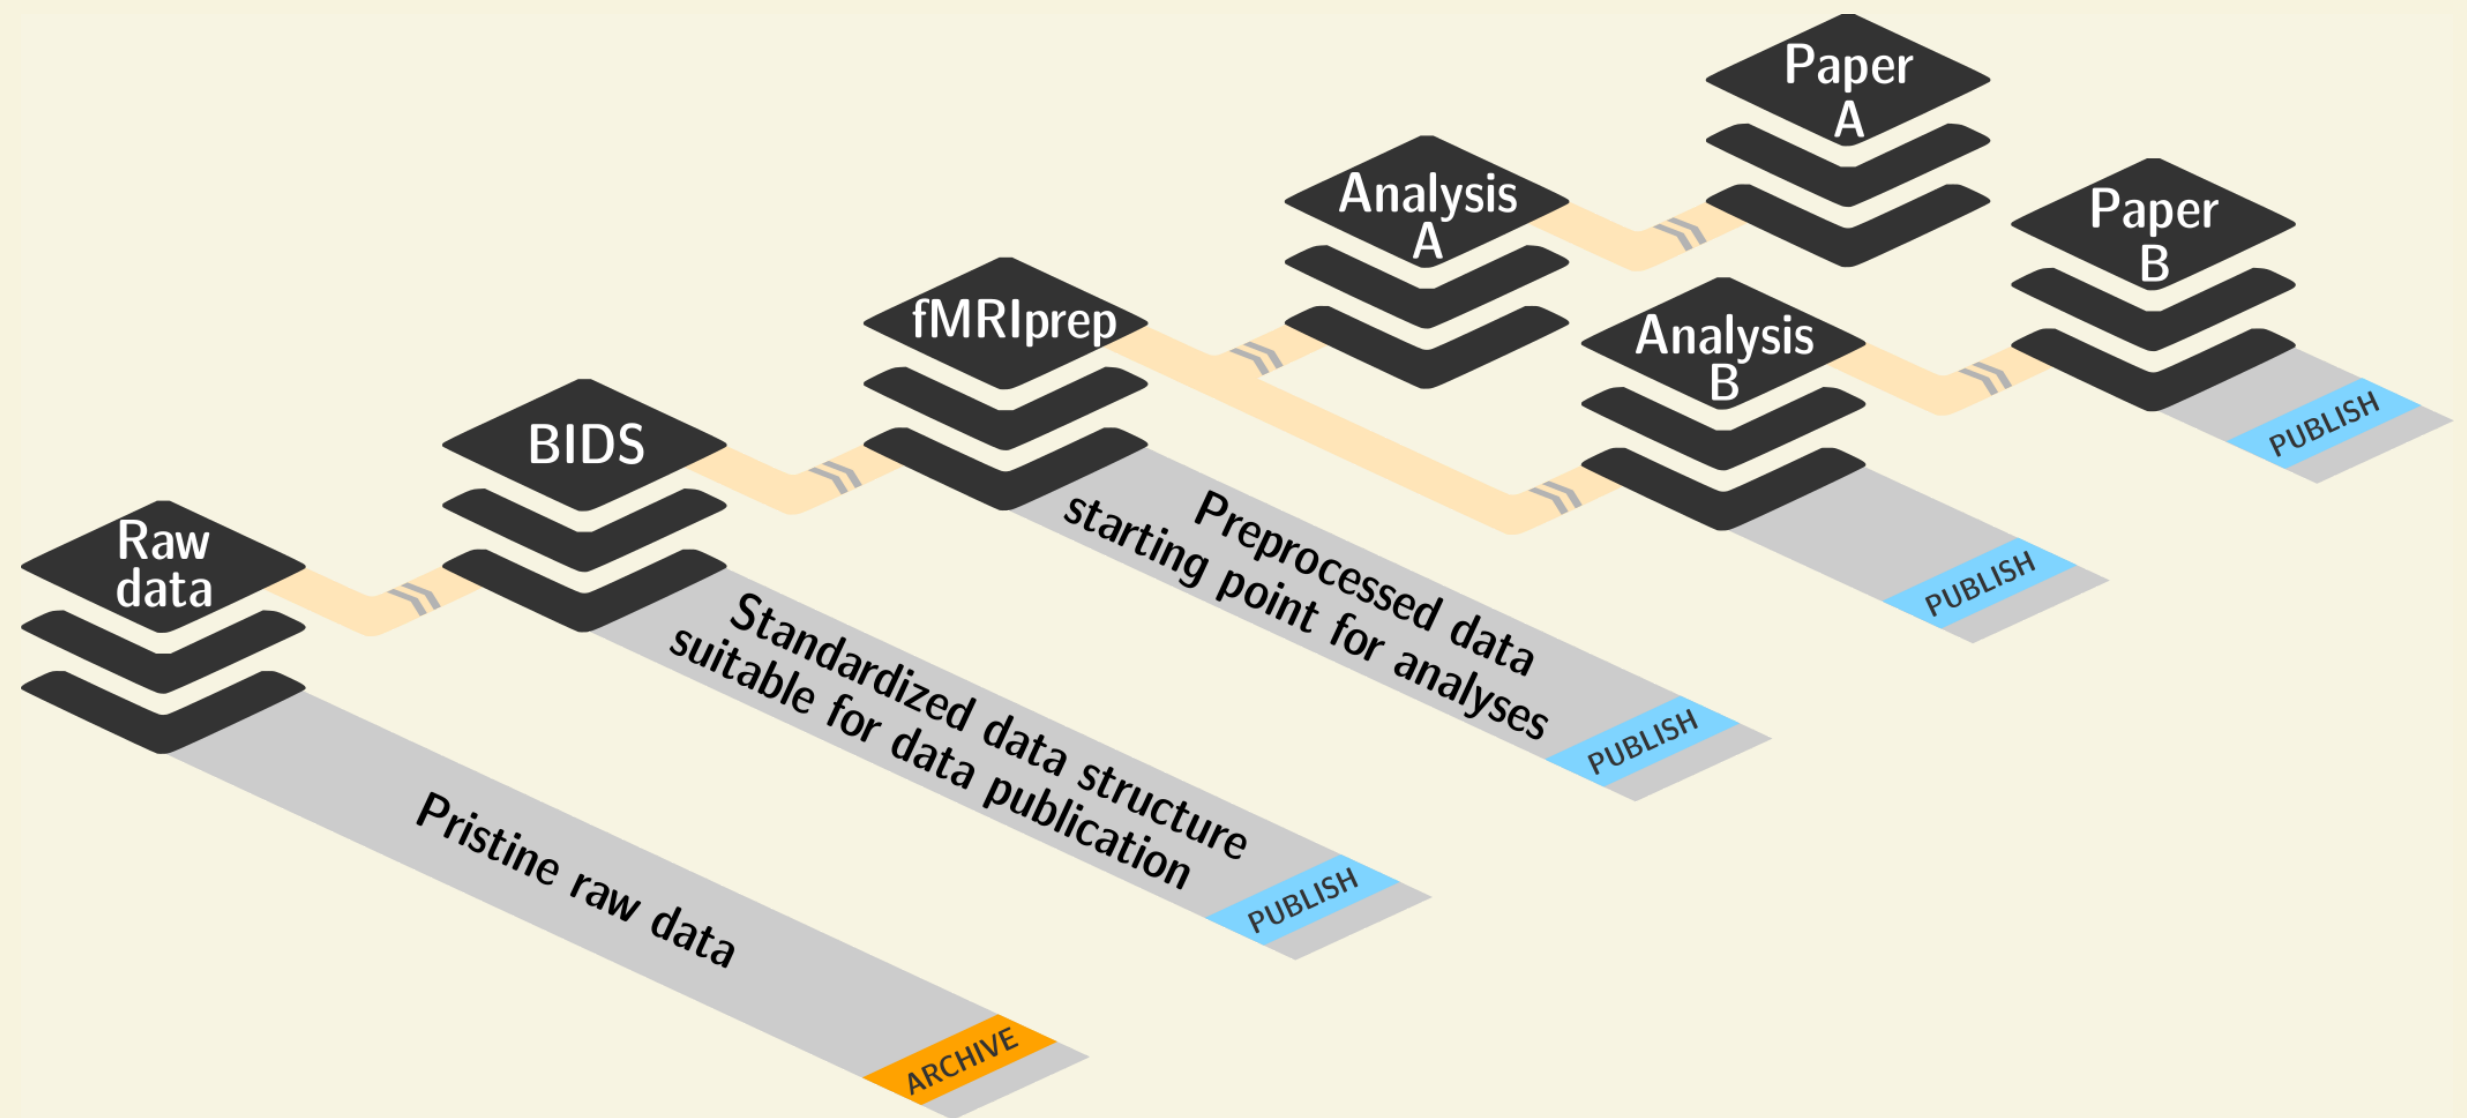 Raw
data
Pristine raw data
ARCHIVE
BIDS
Standardized data structure
suitable for data publication
PUBLISH
fMRIprep
Preprocessed data
starting point for analyses
PUBLISH
Analysis
A
Paper
A
Analysis
B
PUBLISH
Paper
B
PUBLISH